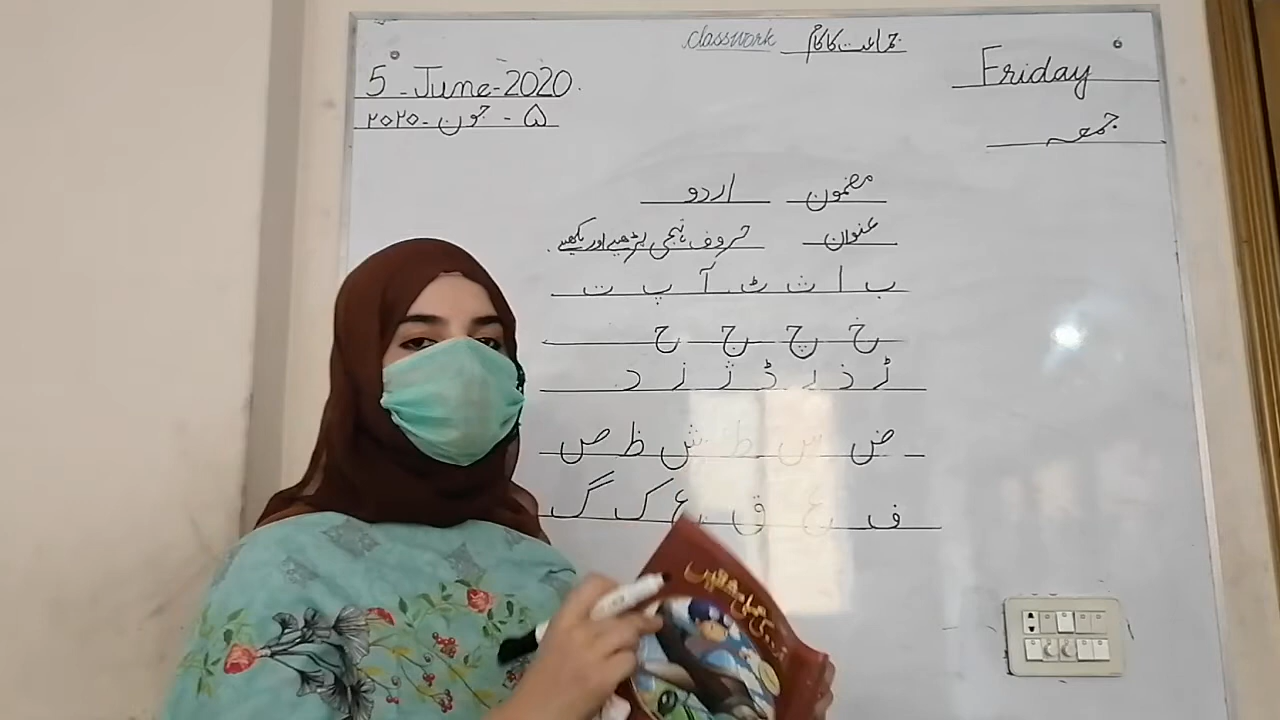 classwork جماعت کا کام
5-June-2020.
Friday
۵ - جون - ۲۰۲۰
جمعہ
مضمون اردو
عنوان حروف تہجی پڑھیے اور لکھیے.
ب ا ث ٹ آ پ ت
خ چ ج ح
ڑ ذ ر ڈ ژ ز د
ض س ط ش ظ ص
ف غ ق ع ک گ